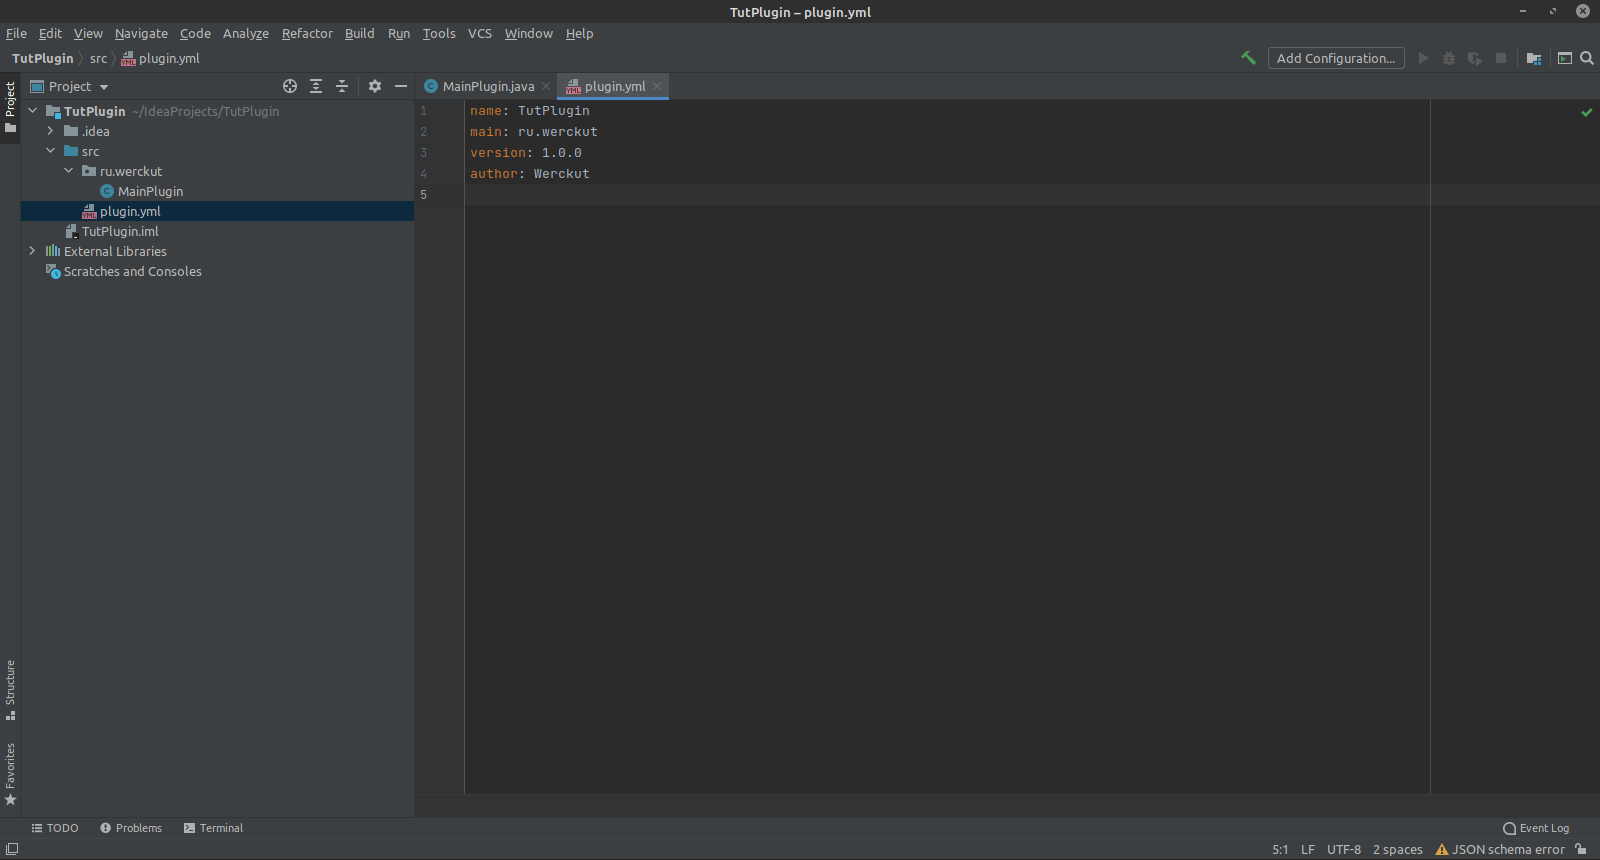 TutPlugin – plugin.yml
File Edit View Navigate Code Analyze Refactor Build Run Tools VCS Window Help
TutPlugin src plugin.yml
Add Configuration...
Project
Project
MainPlugin.java
plugin.yml
TutPlugin ~/IdeaProjects/TutPlugin
.idea
src
ru.werckut
MainPlugin
plugin.yml
TutPlugin.iml
External Libraries
Scratches and Consoles
1 name: TutPlugin
2 main: ru.werckut
3 version: 1.0.0
4 author: Werckut
5
Structure
Favorites
TODO Problems Terminal
Event Log
5:1 LF UTF-8 2 spaces JSON schema error